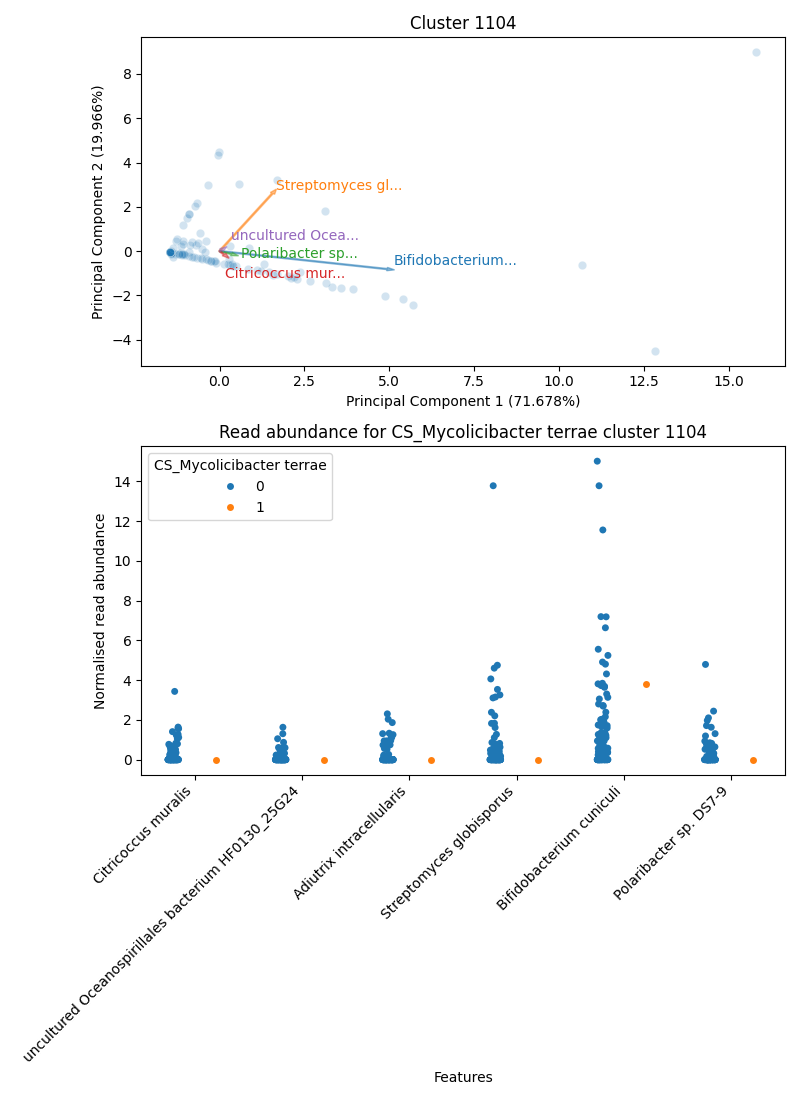 Cluster 1104
Principal Component 2 (19.966%)
8
6
4
2
0
−2
−4
Streptomyces gl...
uncultured Ocea...
Polaribacter sp...
Bifidobacterium...
Citricoccus mur...
0.0 2.5 5.0 7.5 10.0 12.5 15.0
Principal Component 1 (71.678%)
Read abundance for CS_Mycolicibacter terrae cluster 1104
Normalised read abundance
14
12
10
8
6
4
2
0
CS_Mycolicibacter terrae
0
1
Citricoccus muralis
uncultured Oceanospirillales bacterium HF0130_25G24
Adiutrix intracellularis
Streptomyces globisporus
Bifidobacterium cuniculi
Polaribacter sp. DS7-9
Features